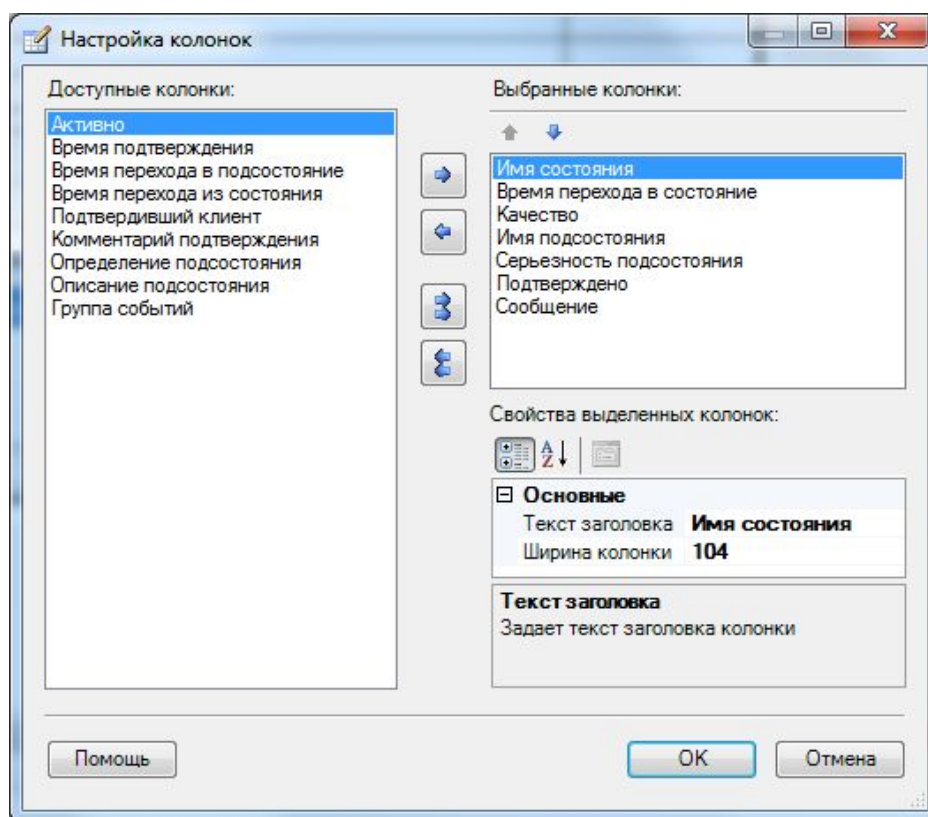 Настройка колонок
Доступные колонки:
Активно
Время подтверждения
Время перехода в подсостояние
Время перехода из состояния
Подтвердивший клиент
Комментарий подтверждения
Определение подсостояния
Описание подсостояния
Группа событий
Выбранные колонки:
Имя состояния
Время перехода в состояние
Качество
Имя подсостояния
Серьезность подсостояния
Подтверждено
Сообщение
Свойства выделенных колонок:
Основные
Текст заголовка Имя состояния
Ширина колонки 104
Текст заголовка
Задает текст заголовка колонки
Помощь
OK
Отмена